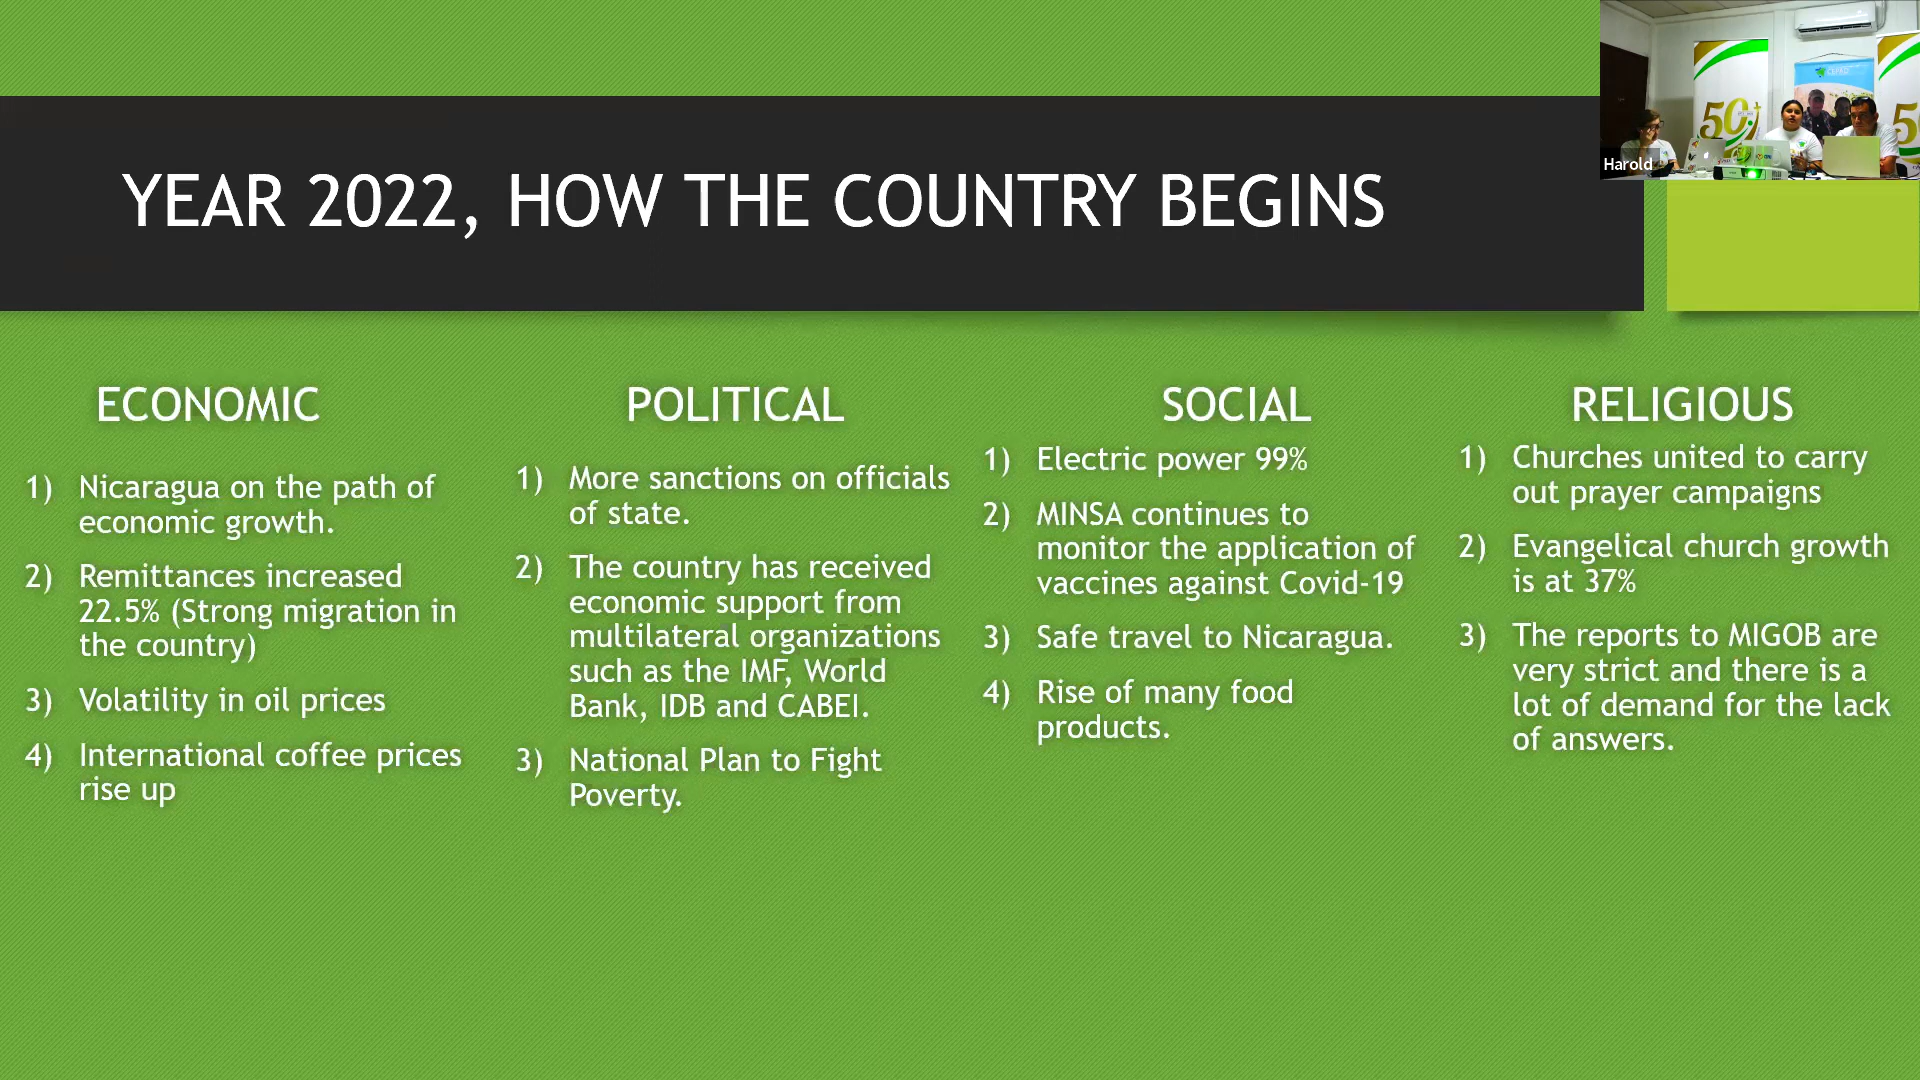 YEAR 2022, HOW THE COUNTRY BEGINS
Harold
50
ECONOMIC
1) Nicaragua on the path of
economic growth.
2) Remittances increased
22.5% (Strong migration in
the country)
3) Volatility in oil prices
4) International coffee prices
rise up
POLITICAL
1) More sanctions on officials
of state.
2) The country has received
economic support from
multilateral organizations
such as the IMF, World
Bank, IDB and CABEI.
3) National Plan to Fight
Poverty.
SOCIAL
1) Electric power 99%
2) MINSA continues to
monitor the application of
vaccines against Covid-19
3) Safe travel to Nicaragua.
4) Rise of many food
products.
RELIGIOUS
1) Churches united to carry
out prayer campaigns
2) Evangelical church growth
is at 37%
3) The reports to MIGOB are
very strict and there is a
lot of demand for the lack
of answers.